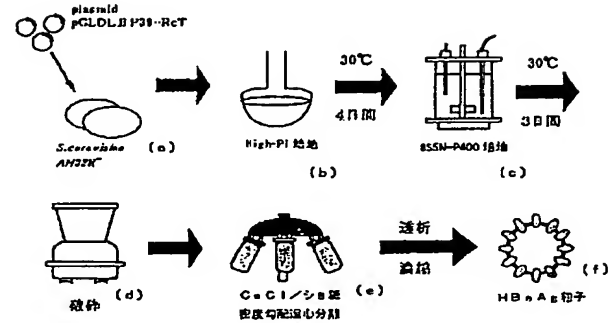 plasmid
pGLDLIIP39-RcT
S.cerevisiae
AH22R⁻
(a)
High-Pi 培地
(b)
30℃
4日間
8S5N-P400 培地
(c)
30℃
3日間
破砕
(d)
CsCl/ショ糖
密度勾配遠心分離
(e)
透析
濃縮
HBsAg粒子
(f)